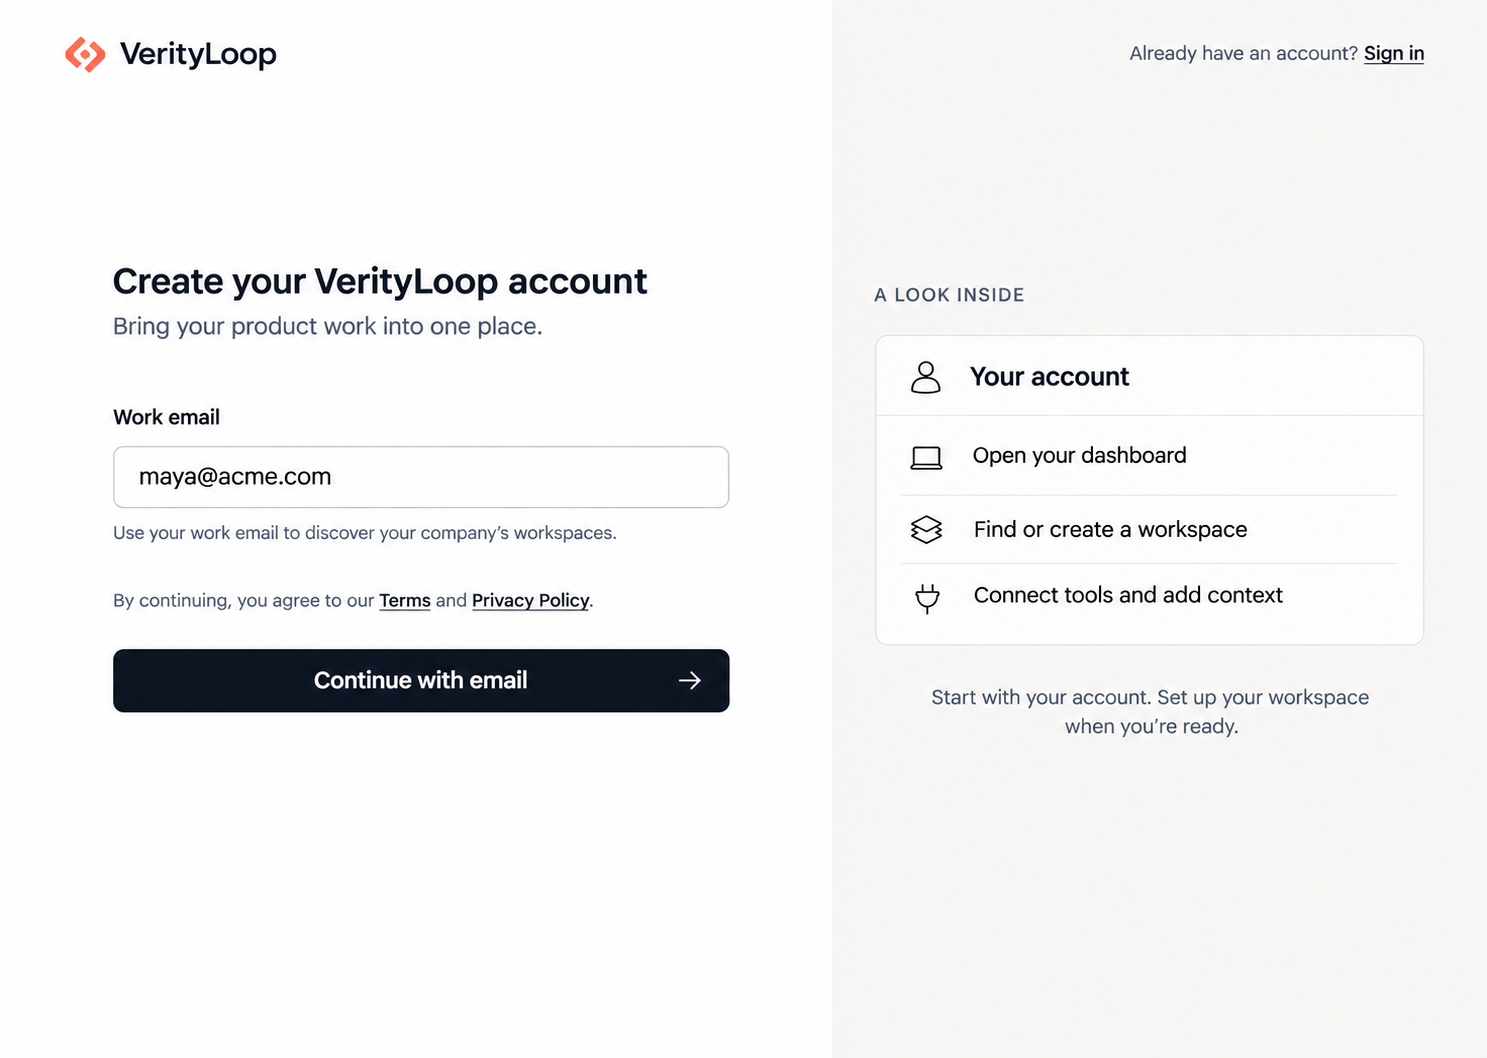 VerityLoop
Already have an account? Sign in
Create your VerityLoop account
Bring your product work into one place.
Work email
maya@acme.com
Use your work email to discover your company’s workspaces.
By continuing, you agree to our Terms and Privacy Policy.
Continue with email
A LOOK INSIDE
Your account
Open your dashboard
Find or create a workspace
Connect tools and add context
Start with your account. Set up your workspace
when you’re ready.